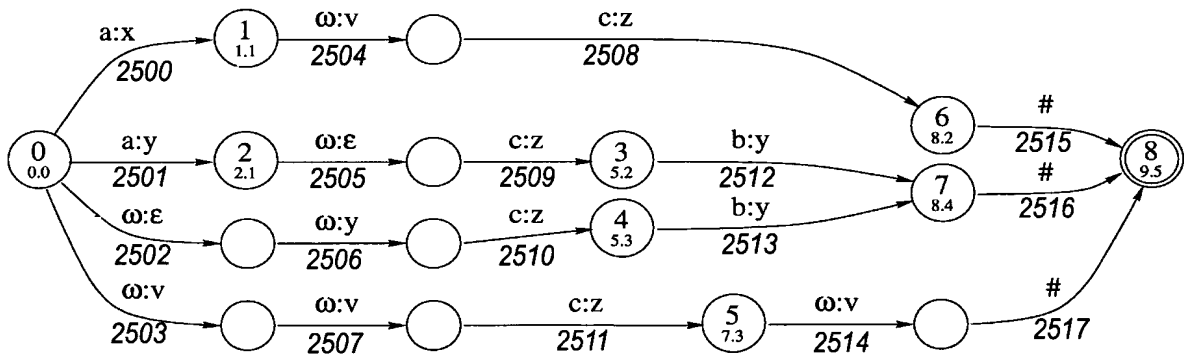 a:x ω:v c:z
2500 1 1.1 2504 2508
6 8.2 # 2515
0 0.0 a:y 2501 2 2.1 ω:ε 2505 c:z 2509 3 5.2 b:y 2512 8 9.5
7 8.4 # 2516
ω:ε 2502 ω:y 2506 c:z 2510 4 5.3 b:y 2513
ω:v 2503 ω:v 2507 c:z 2511 5 7.3 ω:v 2514 # 2517